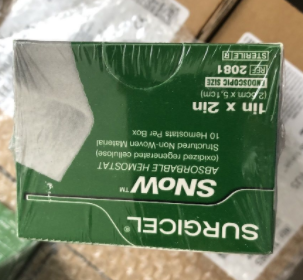 SURGICEL®
SNoW™
ABSORBABLE HEMOSTAT
(oxidized regenerated cellulose)
Structured Non-Woven Material
10 Hemostats Per Box
1in x 2in
(2.5cm x 5.1cm)
ENDOSCOPIC SIZE
REF 2081
STERILE R